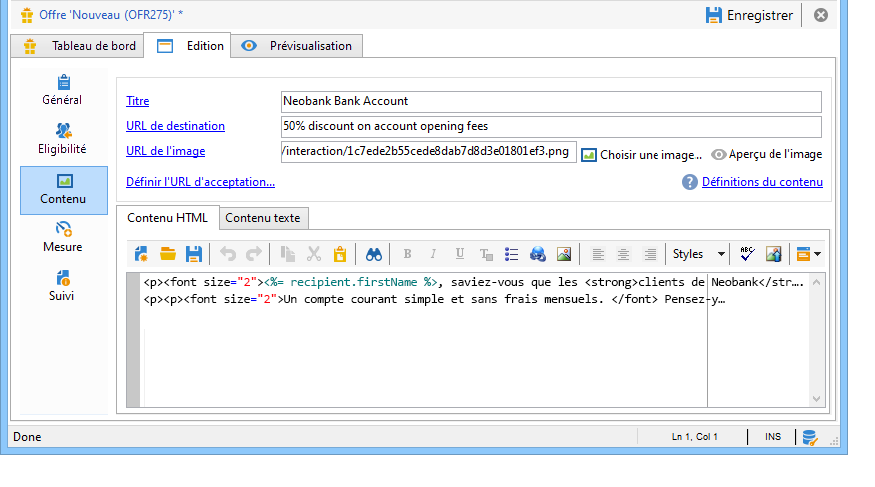 Offre 'Nouveau (OFR275)' *
Enregistrer
Tableau de bord
Edition
Prévisualisation
Général
Eligibilité
Contenu
Mesure
Suivi
Titre
Neobank Bank Account
URL de destination
50% discount on account opening fees
URL de l'image
/interaction/1c7ede2b55cede8dab7d8d3e01801ef3.png
Choisir une image...
Aperçu de l'image
Définir l'URL d'acceptation...
Définitions du contenu
Contenu HTML
Contenu texte
B I U T
Styles
ABC
<p><font size="2"><%= recipient.firstName %>, saviez-vous que les <strong>clients de Neobank</str...
<p><p><font size="2">Un compte courant simple et sans frais mensuels. </font> Pensez-y…
Done
Ln 1, Col 1
INS